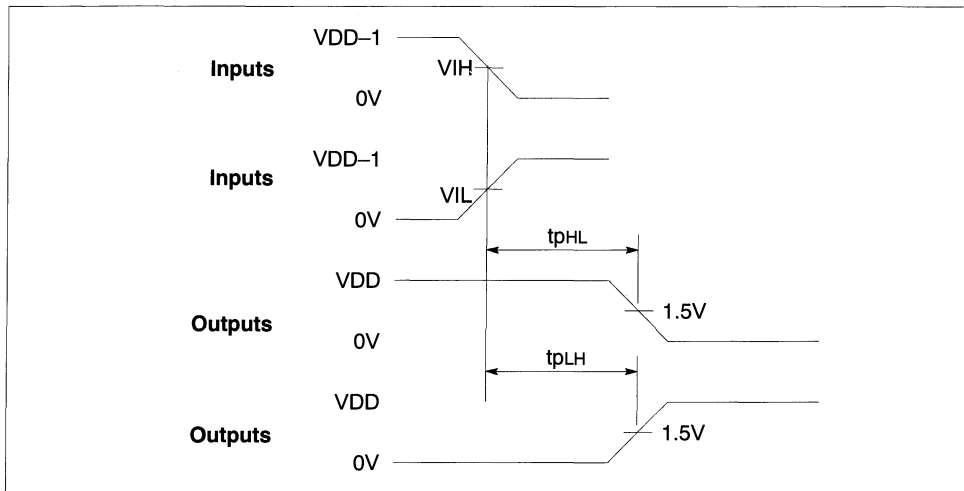 VDD–1
Inputs
VIH
0V
VDD–1
Inputs
VIL
0V
tpHL
VDD
Outputs
1.5V
0V
tpLH
VDD
Outputs
1.5V
0V